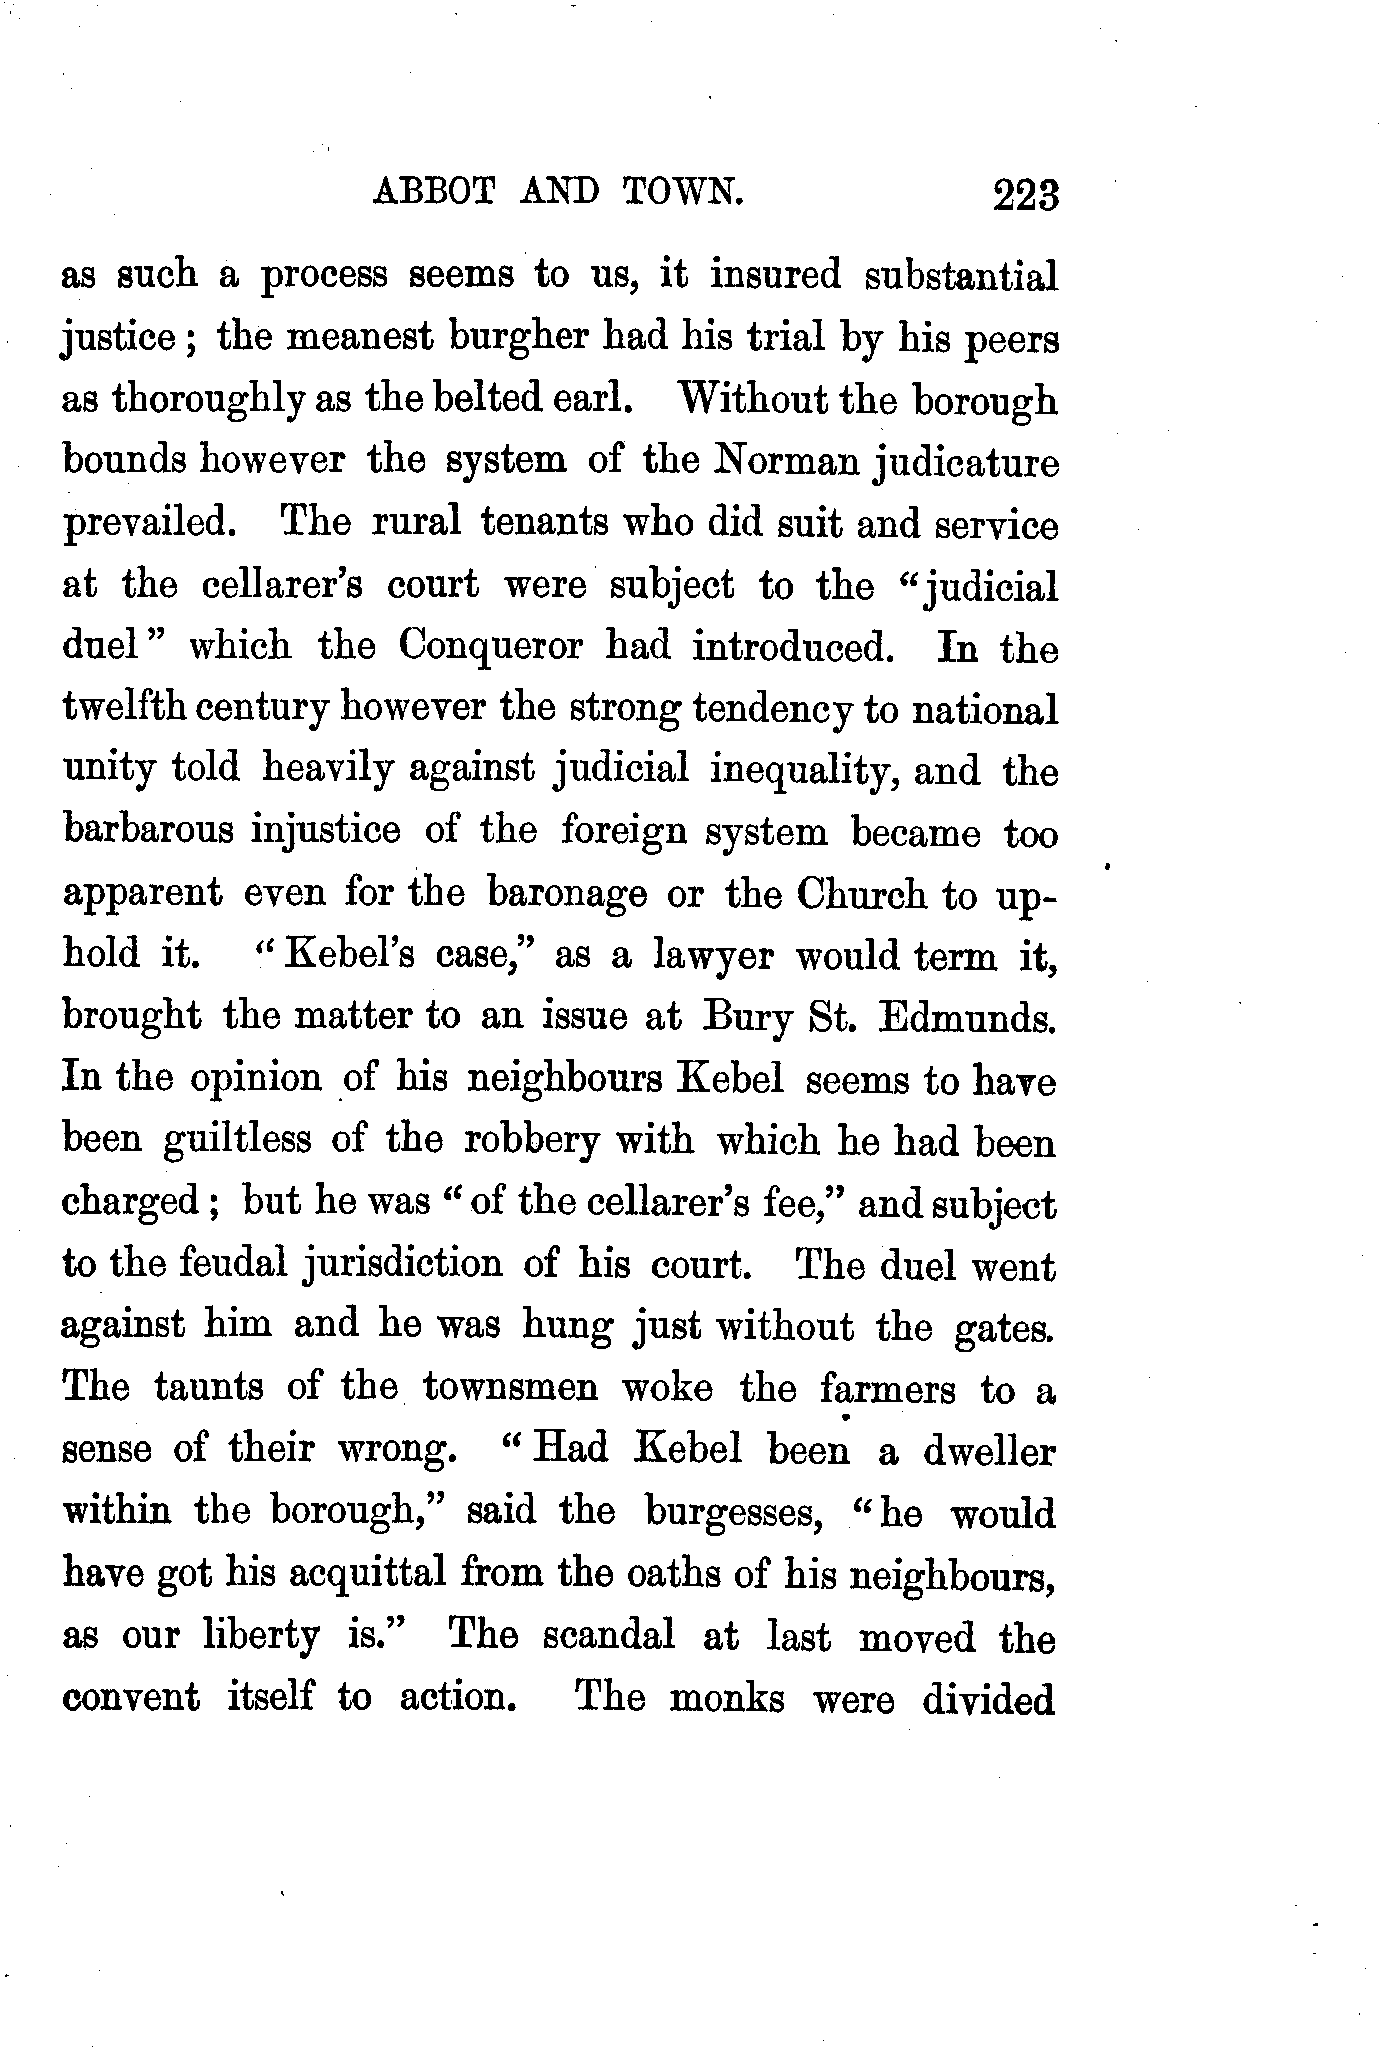 ABBOT AND TOWN. 223
as such a process seems to us, it insured substantial
justice ; the meanest burgher had his trial by his peers
as thoroughly as the belted earl. Without the borough
bounds however the system of the Norman judicature
prevailed. The rural tenants who did suit and service
at the cellarer's court were subject to the “judicial
duel” which the Conqueror had introduced. In the
twelfth century however the strong tendency to national
unity told heavily against judicial inequality, and the
barbarous injustice of the foreign system became too
apparent even for the baronage or the Church to up-
hold it. “Kebel's case,” as a lawyer would term it,
brought the matter to an issue at Bury St. Edmunds.
In the opinion of his neighbours Kebel seems to have
been guiltless of the robbery with which he had been
charged ; but he was “of the cellarer's fee,” and subject
to the feudal jurisdiction of his court. The duel went
against him and he was hung just without the gates.
The taunts of the townsmen woke the farmers to a
sense of their wrong. “Had Kebel been a dweller
within the borough,” said the burgesses, “he would
have got his acquittal from the oaths of his neighbours,
as our liberty is.” The scandal at last moved the
convent itself to action. The monks were divided